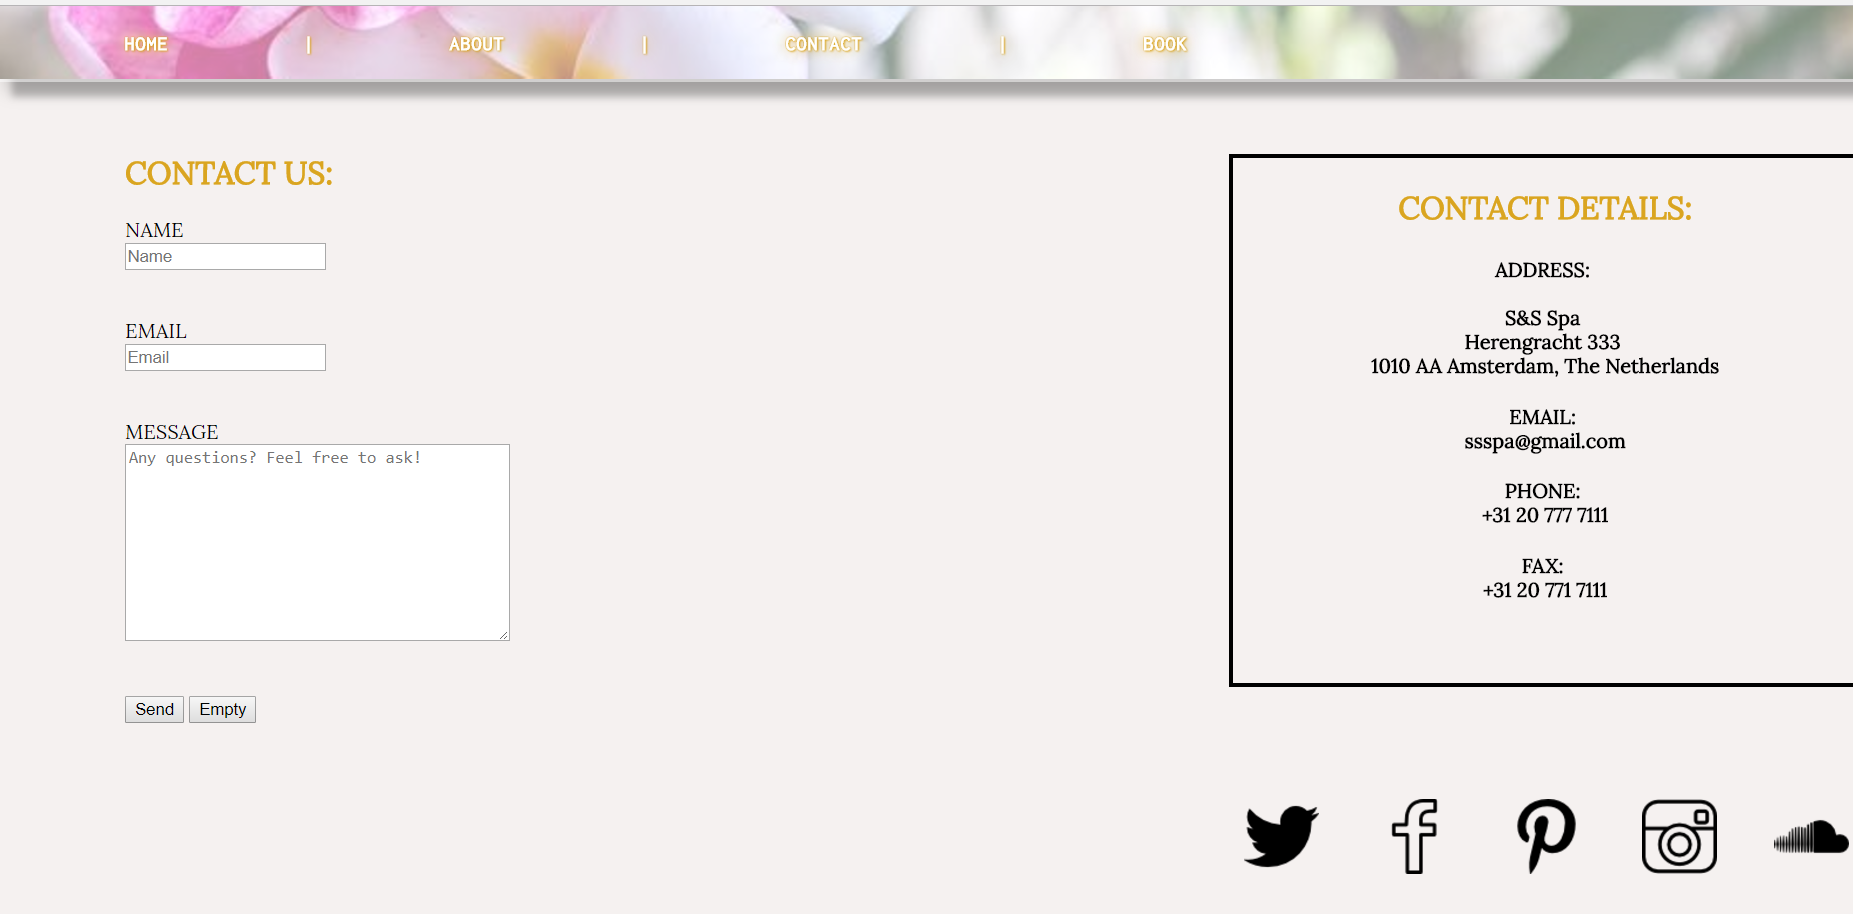 HOME | ABOUT | CONTACT | BOOK
CONTACT US:
NAME
Name
EMAIL
Email
MESSAGE
Any questions? Feel free to ask!
Send Empty
CONTACT DETAILS:
ADDRESS:
S&S Spa
Herengracht 333
1010 AA Amsterdam, The Netherlands
EMAIL:
ssspa@gmail.com
PHONE:
+31 20 777 7111
FAX:
+31 20 771 7111